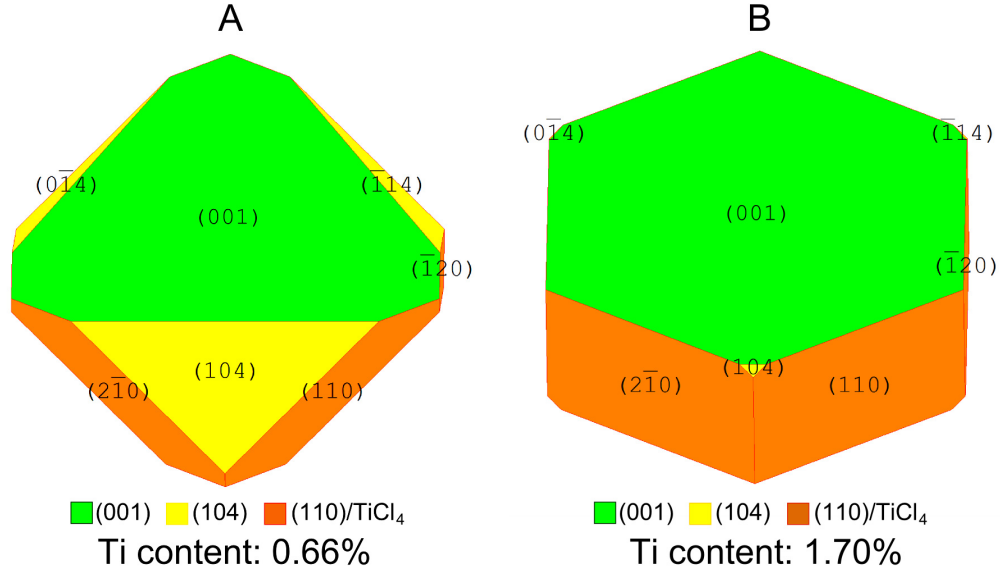 A
B
(01̅4)
(1̅14)
(001)
(1̅20)
(104)
(21̅0)
(110)
(01̅4)
(1̅14)
(001)
(1̅20)
(104)
(21̅0)
(110)
(001) (104) (110)/TiCl₄
(001) (104) (110)/TiCl₄
Ti content: 0.66%
Ti content: 1.70%